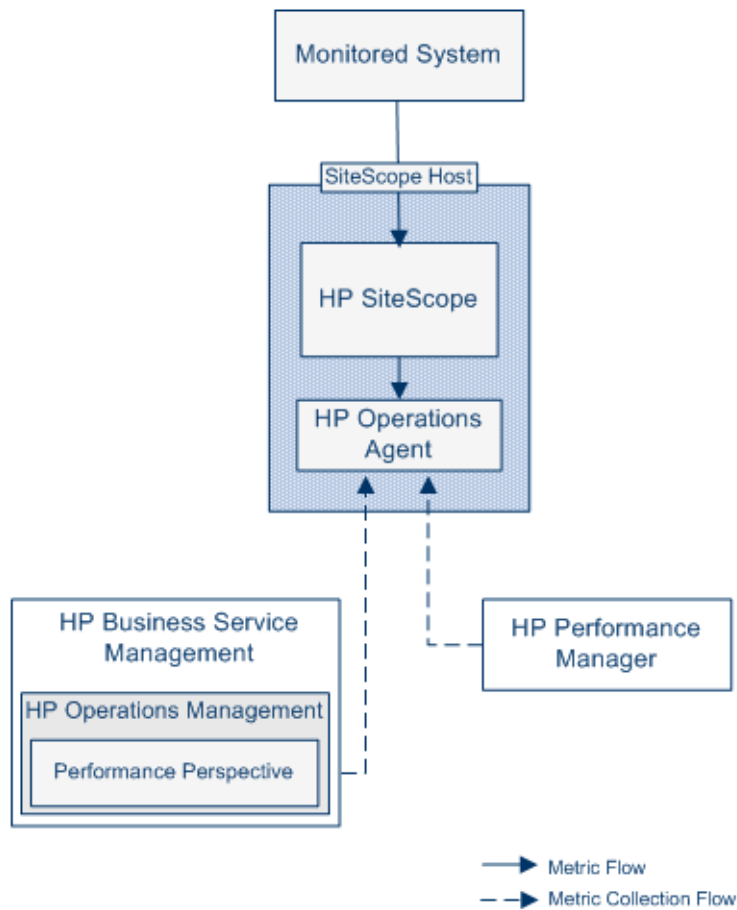 Monitored System
SiteScope Host
HP SiteScope
HP Operations
Agent
HP Business Service
Management
HP Operations Management
Performance Perspective
HP Performance
Manager
Metric Flow
Metric Collection Flow